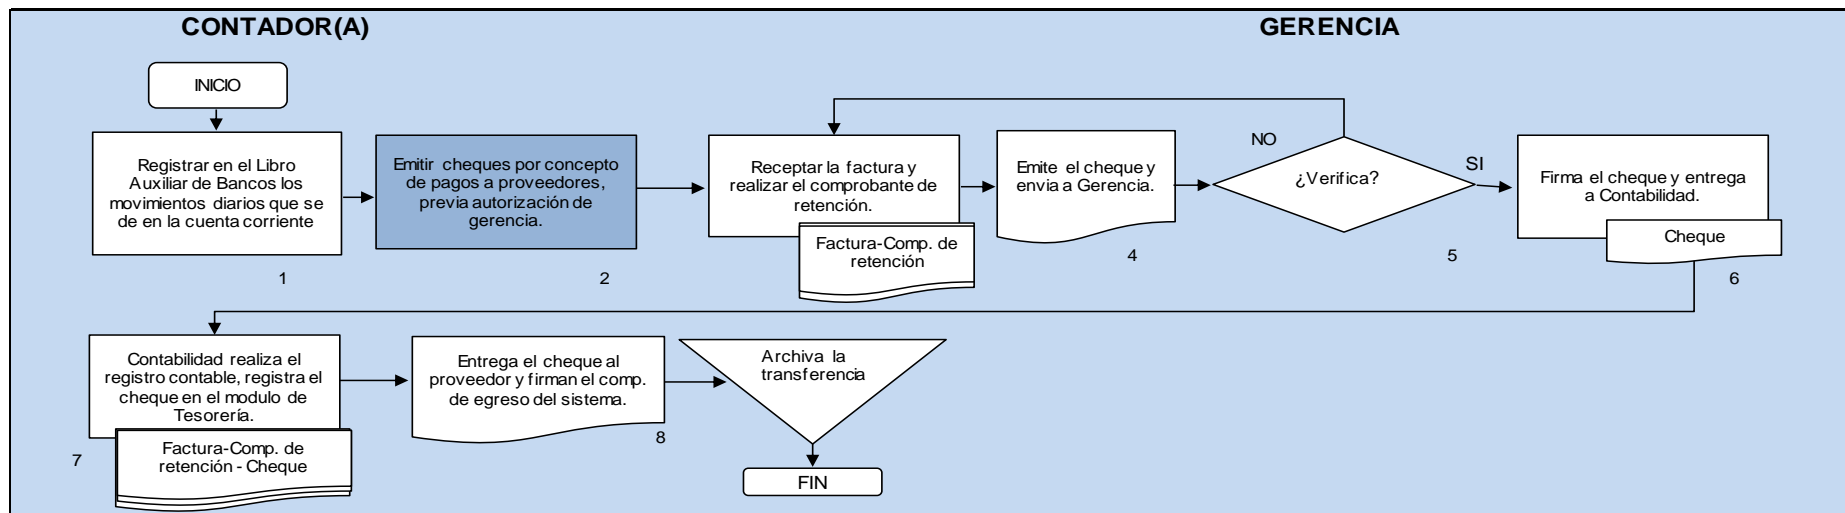 CONTADOR(A)
GERENCIA
INICIO
Registrar en el Libro
Auxiliar de Bancos los
movimientos diarios que se
de en la cuenta corriente
1
Emitir cheques por concepto
de pagos a proveedores,
previa autorización de
gerencia.
2
Receptar la factura y
realizar el comprobante de
retención.
Factura-Comp. de
retención
Emite el cheque y
envia a Gerencia.
4
NO
¿Verifica?
SI
5
Firma el cheque y entrega
a Contabilidad.
Cheque
6
Contabilidad realiza el
registro contable, registra el
cheque en el modulo de
Tesorería.
Factura-Comp. de
retención - Cheque
7
Entrega el cheque al
proveedor y firman el comp.
de egreso del sistema.
8
Archiva la
transferencia
FIN